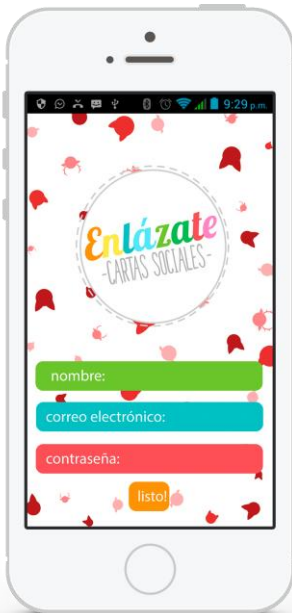 9:29 p.m.
Enlázate
-CARTAS SOCIALES-
nombre:
correo electrónico:
contraseña:
listo!